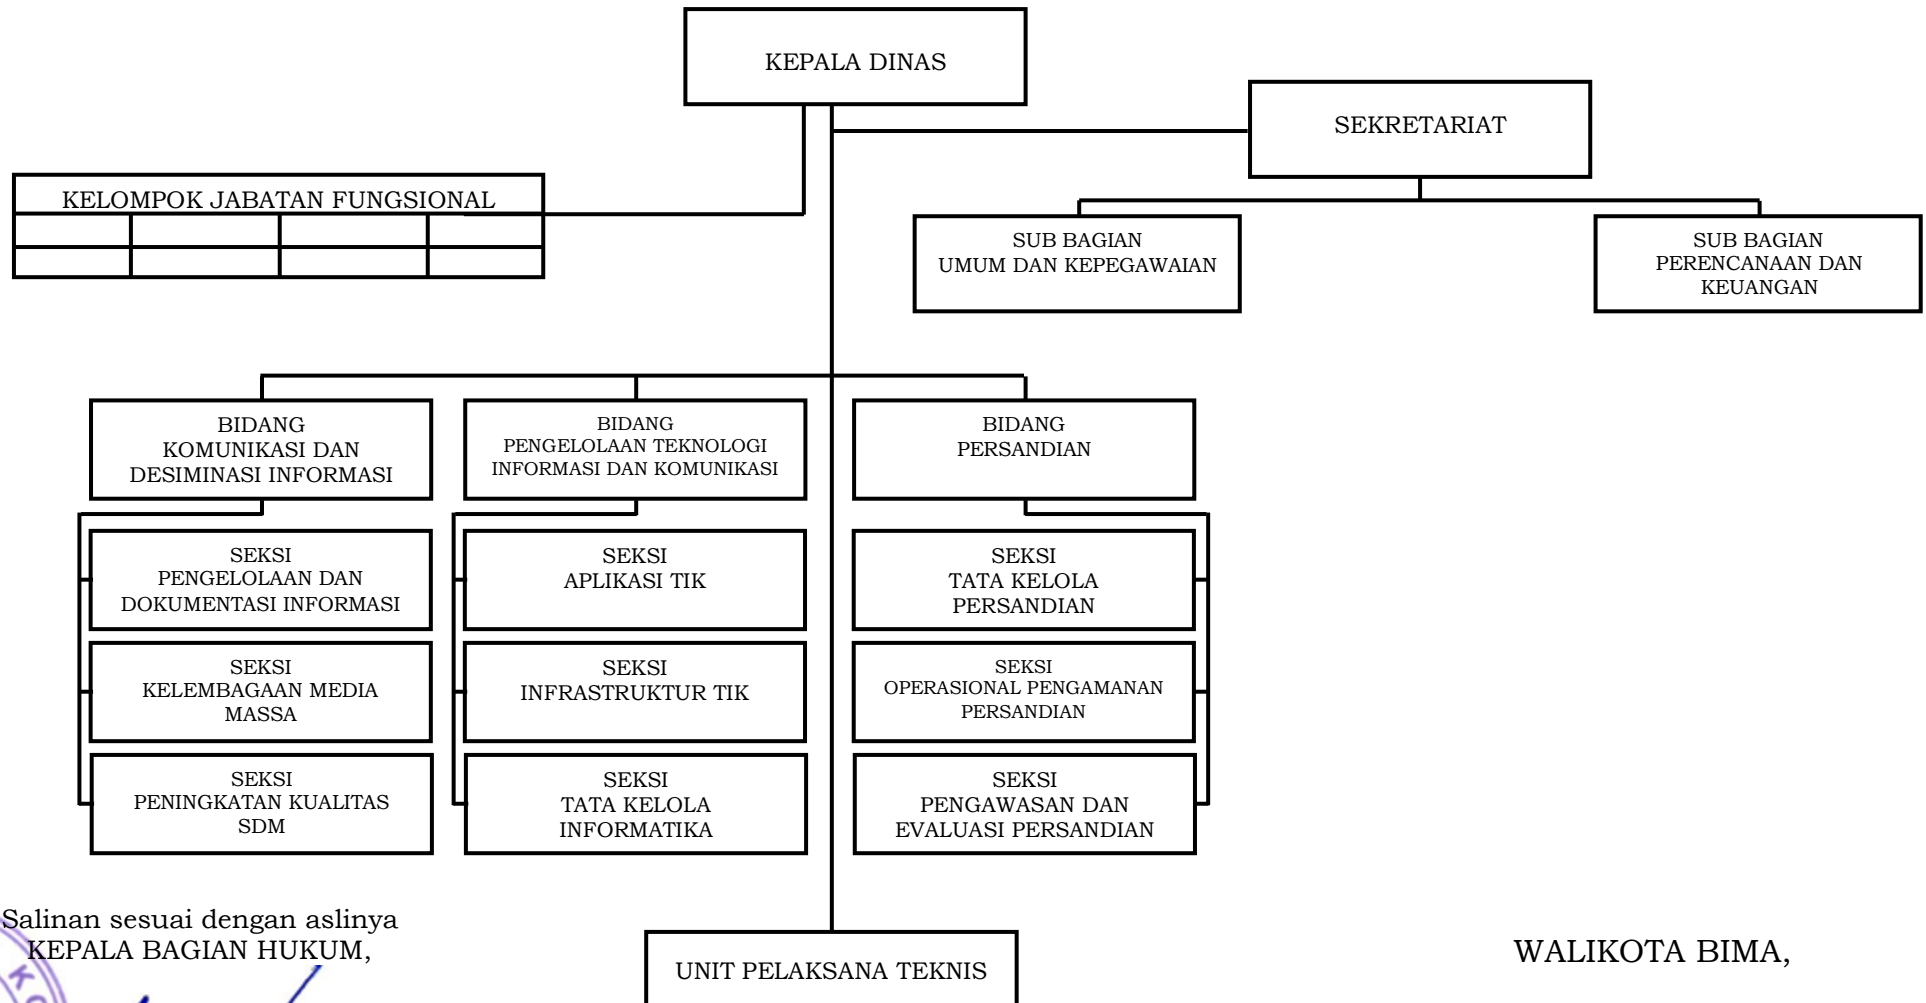 KEPALA DINAS
SEKRETARIAT
KELOMPOK JABATAN FUNGSIONAL
SUB BAGIAN
UMUM DAN KEPEGAWAIAN
SUB BAGIAN
PERENCANAAN DAN
KEUANGAN
BIDANG
KOMUNIKASI DAN
DESIMINASI INFORMASI
BIDANG
PENGELOLAAN TEKNOLOGI
INFORMASI DAN KOMUNIKASI
BIDANG
PERSANDIAN
SEKSI
PENGELOLAAN DAN
DOKUMENTASI INFORMASI
SEKSI
APLIKASI TIK
SEKSI
TATA KELOLA
PERSANDIAN
SEKSI
KELEMBAGAAN MEDIA
MASSA
SEKSI
INFRASTRUKTUR TIK
SEKSI
OPERASIONAL PENGAMANAN
PERSANDIAN
SEKSI
PENINGKATAN KUALITAS
SDM
SEKSI
TATA KELOLA
INFORMATIKA
SEKSI
PENGAWASAN DAN
EVALUASI PERSANDIAN
Salinan sesuai dengan aslinya
KEPALA BAGIAN HUKUM,
UNIT PELAKSANA TEKNIS
WALIKOTA BIMA,